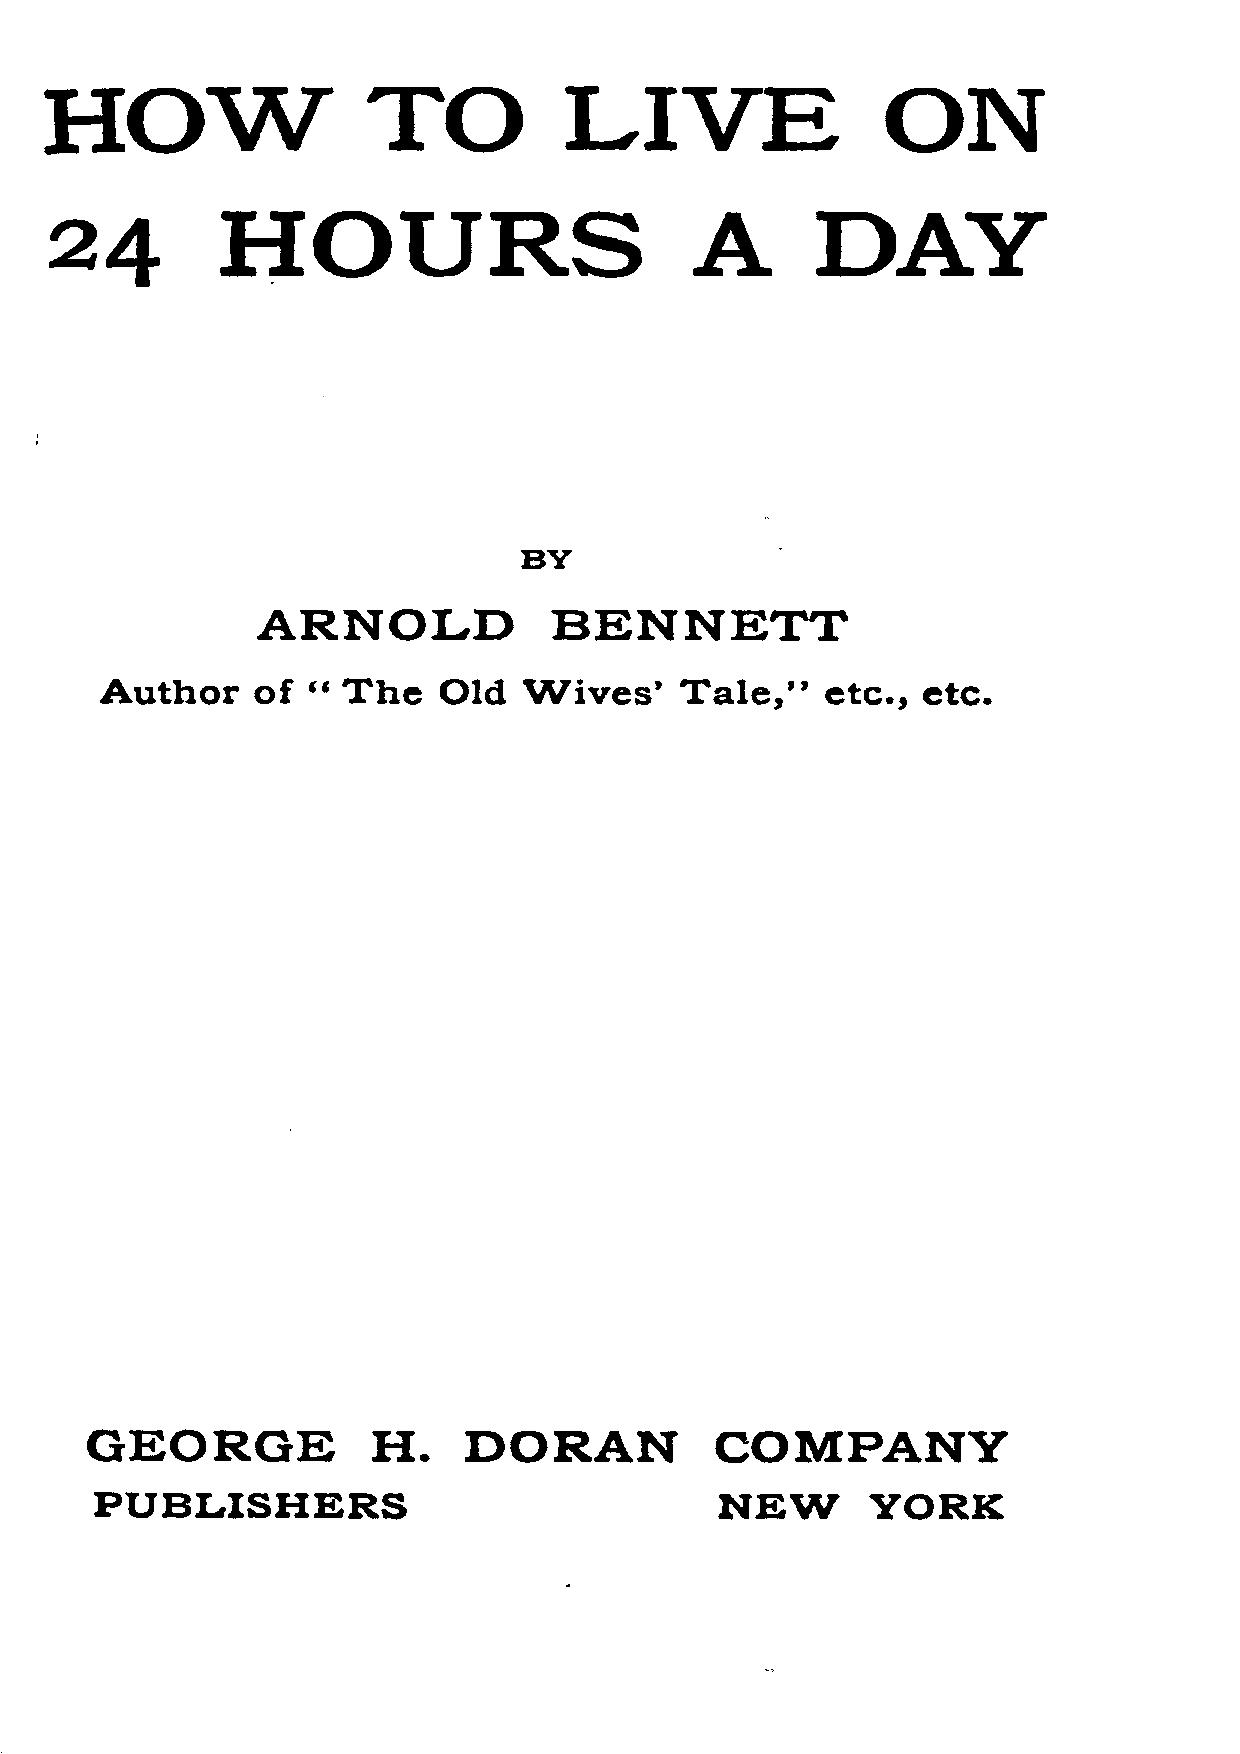 HOW TO LIVE ON
24 HOURS A DAY
BY
ARNOLD BENNETT
Author of “ The Old Wives’ Tale,” etc., etc.
GEORGE H. DORAN COMPANY
PUBLISHERS NEW YORK